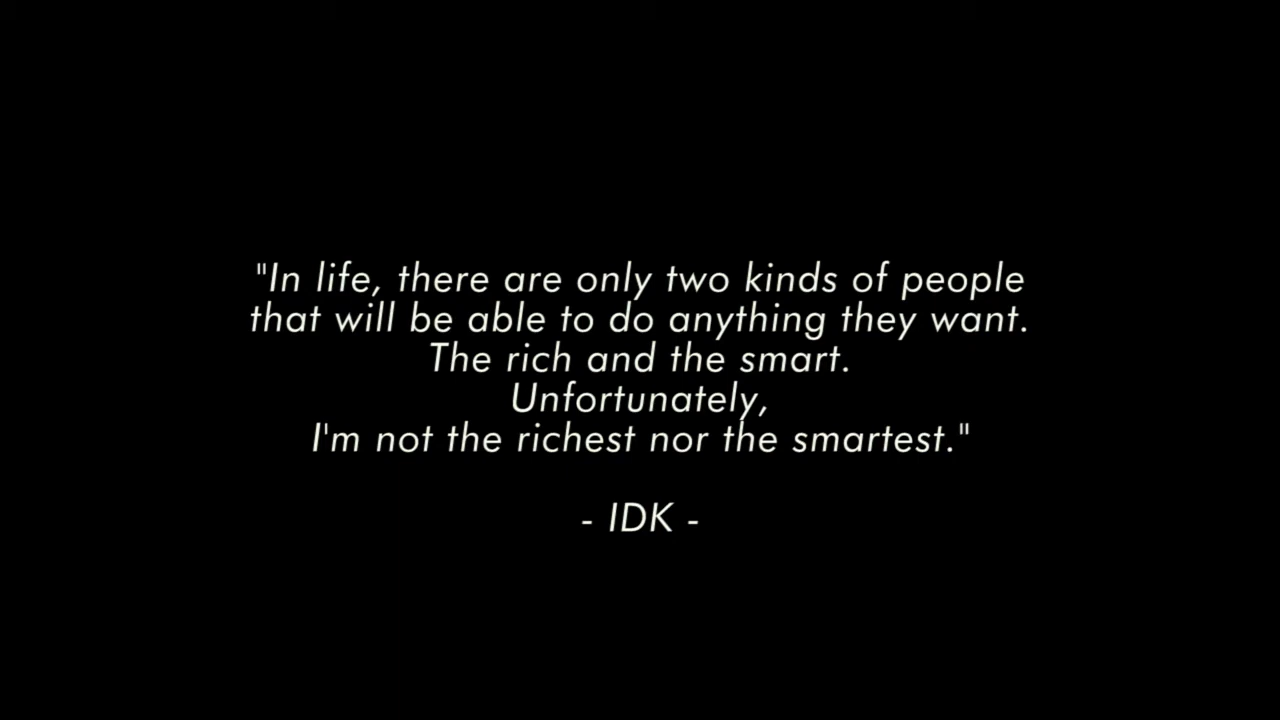 "In life, there are only two kinds of people
that will be able to do anything they want.
The rich and the smart.
Unfortunately,
I'm not the richest nor the smartest."
- IDK -